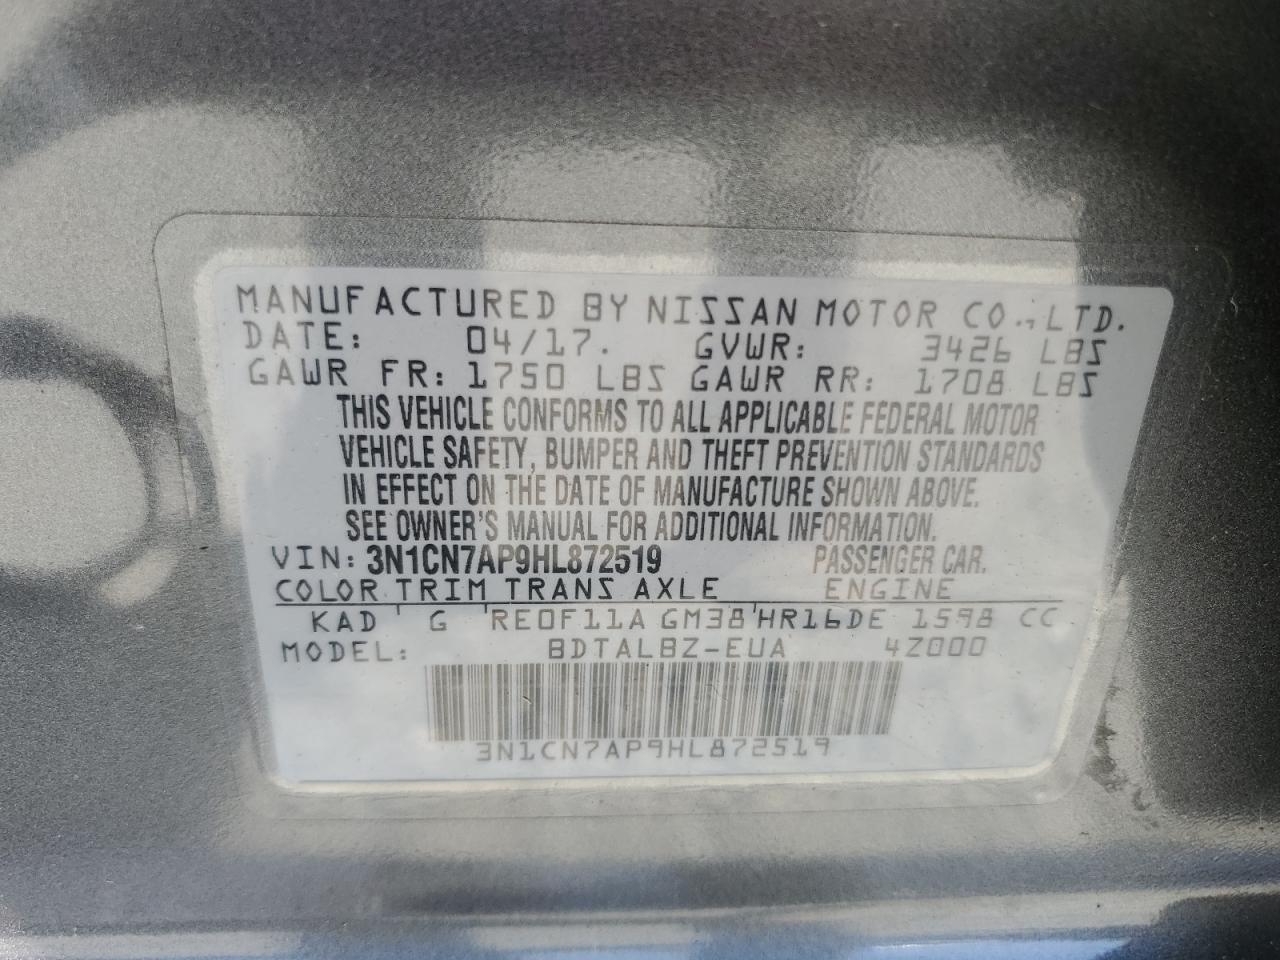 MANUFACTURED BY NISSAN MOTOR CO.,LTD.
DATE: 04/17. GVWR: 3426 LBS
GAWR FR: 1750 LBS GAWR RR: 1708 LBS
THIS VEHICLE CONFORMS TO ALL APPLICABLE FEDERAL MOTOR
VEHICLE SAFETY, BUMPER AND THEFT PREVENTION STANDARDS
IN EFFECT ON THE DATE OF MANUFACTURE SHOWN ABOVE.
SEE OWNER'S MANUAL FOR ADDITIONAL INFORMATION.
VIN: 3N1CN7AP9HL872519 PASSENGER CAR.
COLOR TRIM TRANS AXLE ENGINE
KAD G RE0F11A GM38 HR16DE 1598 CC
MODEL: BDTALBZ-EUA 4Z000
3N1CN7AP9HL872519